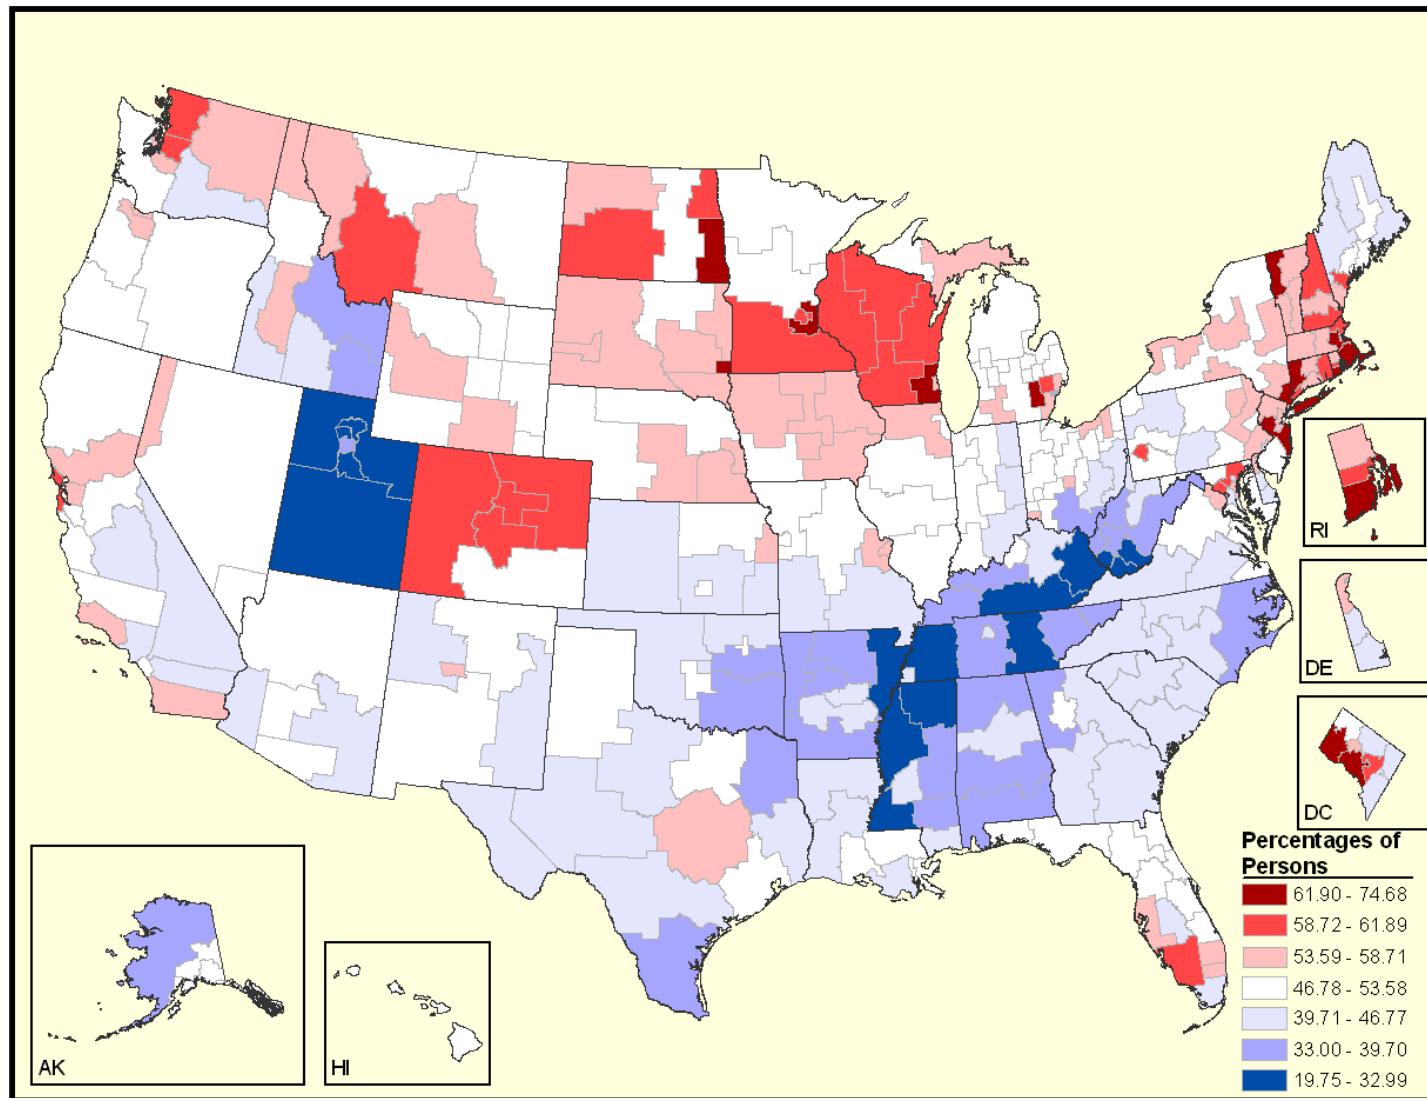 RI
DE
DC
AK
HI
Percentages of
Persons
61.90 - 74.68
58.72 - 61.89
53.59 - 58.71
46.78 - 53.58
39.71 - 46.77
33.00 - 39.70
19.75 - 32.99